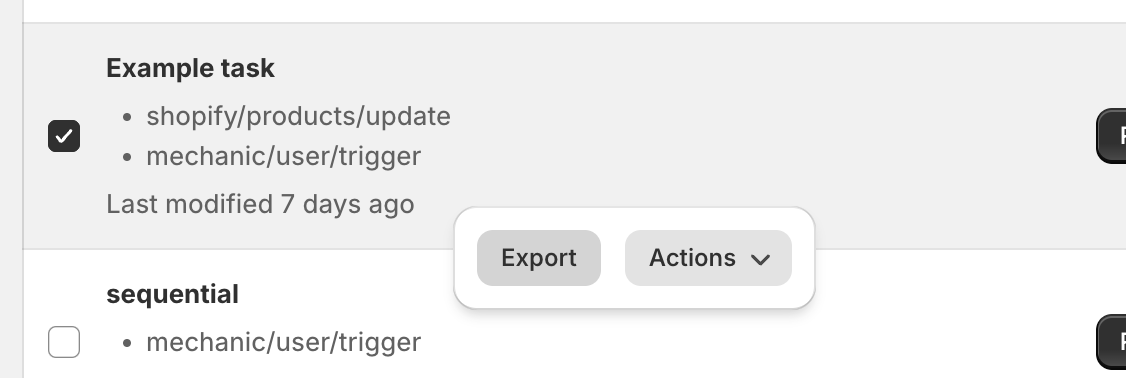 Example task
• shopify/products/update
• mechanic/user/trigger
Last modified 7 days ago
Export
Actions
sequential
• mechanic/user/trigger